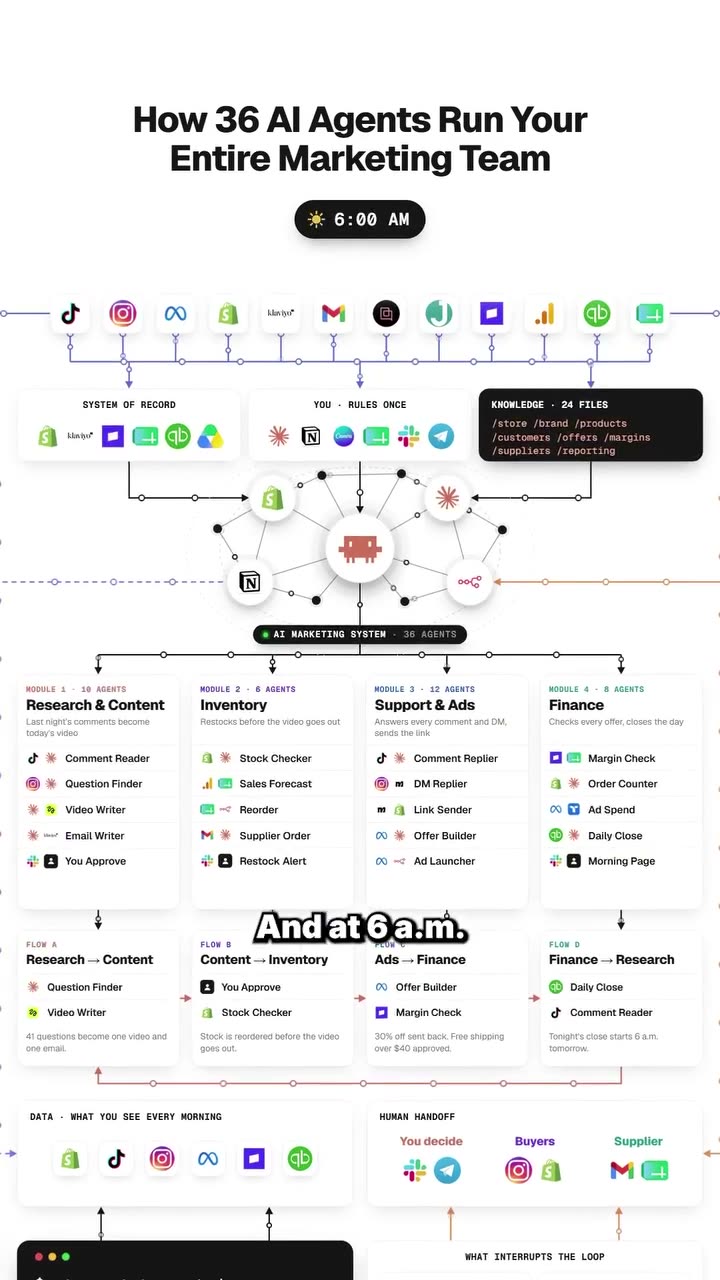 How 36 AI Agents Run Your
Entire Marketing Team
6:00 AM
klaviyo
SYSTEM OF RECORD
klaviyo
YOU · RULES ONCE
Canva
KNOWLEDGE · 24 FILES
/store /brand /products
/customers /offers /margins
/suppliers /reporting
AI MARKETING SYSTEM · 36 AGENTS
MODULE 1 · 10 AGENTS
Research & Content
Last night's comments become
today's video
Comment Reader
Question Finder
Video Writer
Email Writer
You Approve
MODULE 2 · 6 AGENTS
Inventory
Restocks before the video goes out
Stock Checker
Sales Forecast
Reorder
Supplier Order
Restock Alert
MODULE 3 · 12 AGENTS
Support & Ads
Answers every comment and DM,
sends the link
Comment Replier
DM Replier
Link Sender
Offer Builder
Ad Launcher
MODULE 4 · 8 AGENTS
Finance
Checks every offer, closes the day
Margin Check
Order Counter
Ad Spend
Daily Close
Morning Page
And at 6 a.m.
FLOW A
Research → Content
Question Finder
Video Writer
41 questions become one video and
one email.
FLOW B
Content → Inventory
You Approve
Stock Checker
Stock is reordered before the video
goes out.
FLOW C
Ads → Finance
Offer Builder
Margin Check
30% off sent back. Free shipping
over $40 approved.
FLOW D
Finance → Research
Daily Close
Comment Reader
Tonight's close starts 6 a.m.
tomorrow.
DATA · WHAT YOU SEE EVERY MORNING
HUMAN HANDOFF
You decide
Buyers
Supplier
WHAT INTERRUPTS THE LOOP